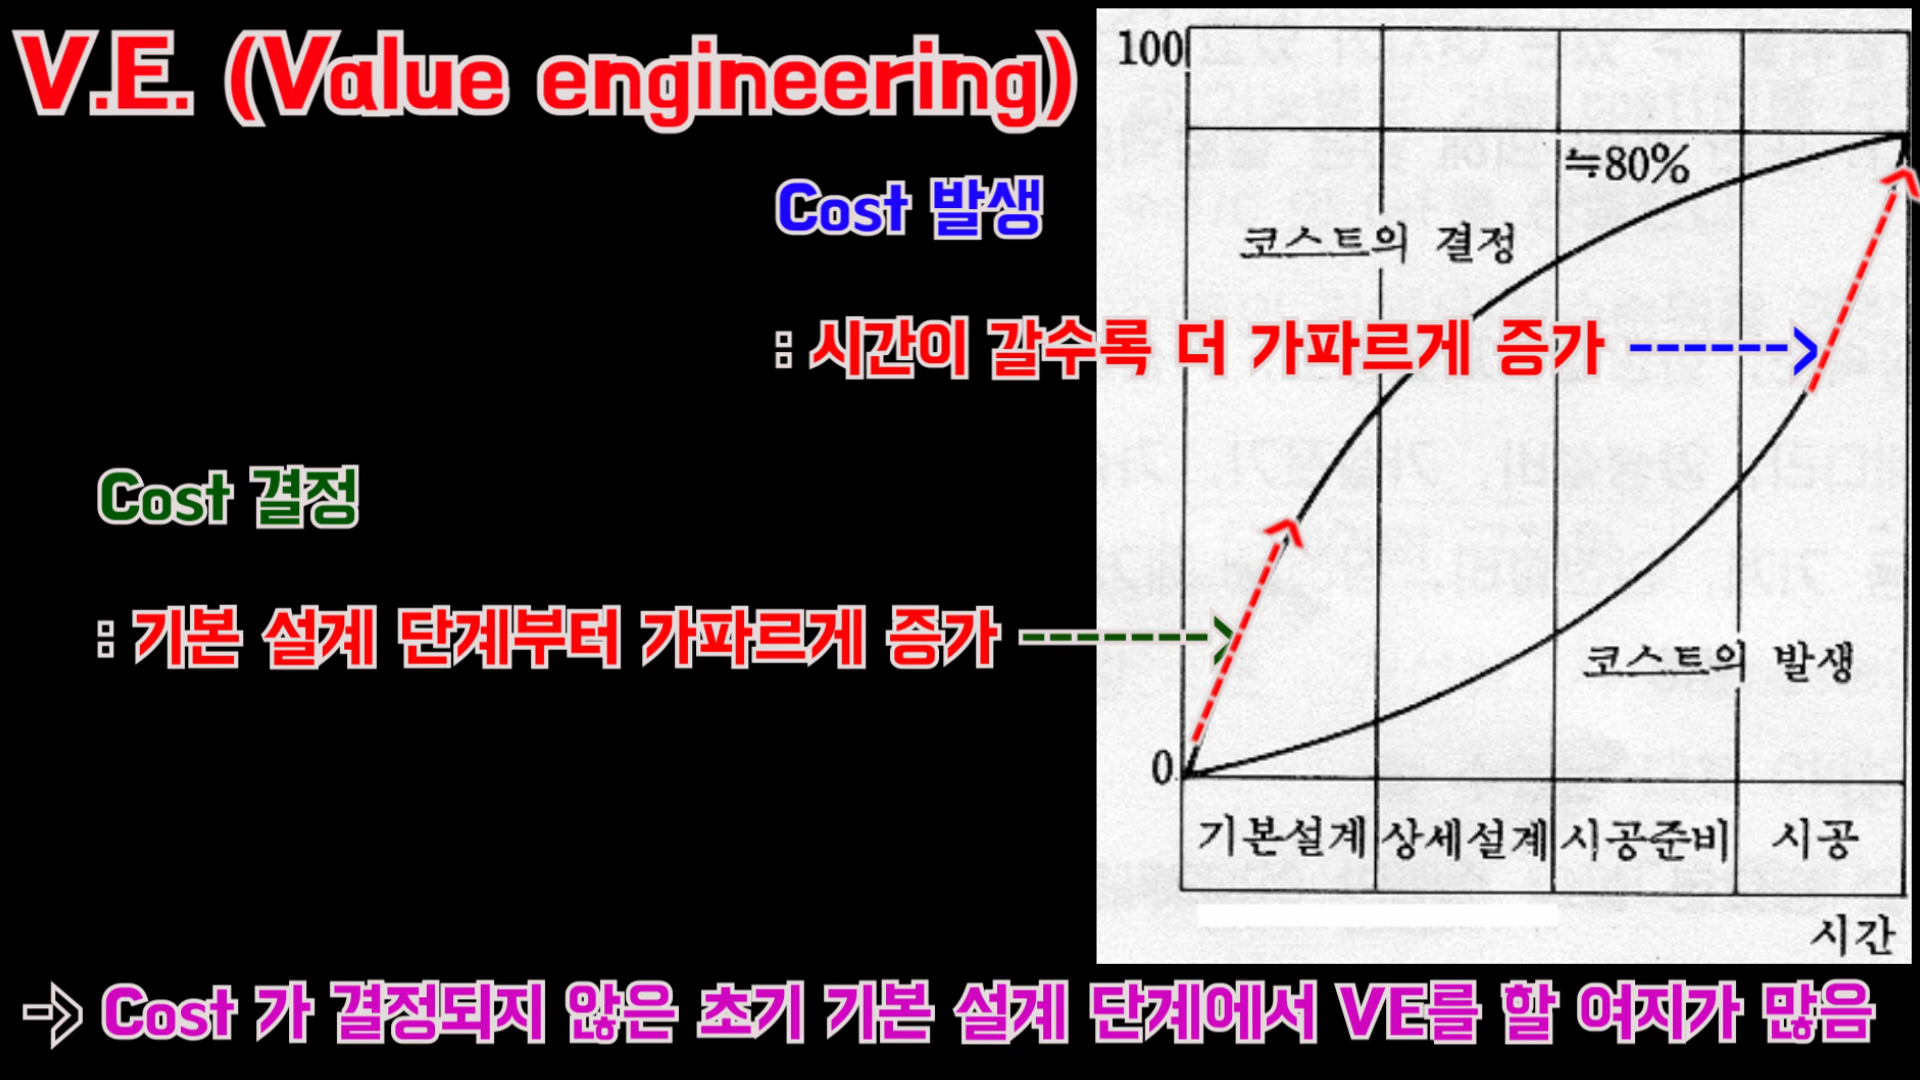 V.E. (Value engineering)
Cost 발생
: 시간이 갈수록 더 가파르게 증가
Cost 결정
: 기본 설계 단계부터 가파르게 증가
100
≒80%
코스트의 결정
코스트의 발생
0
기본설계 상세설계 시공준비 시공
시간
→ Cost 가 결정되지 않은 초기 기본 설계 단계에서 VE를 할 여지가 많음